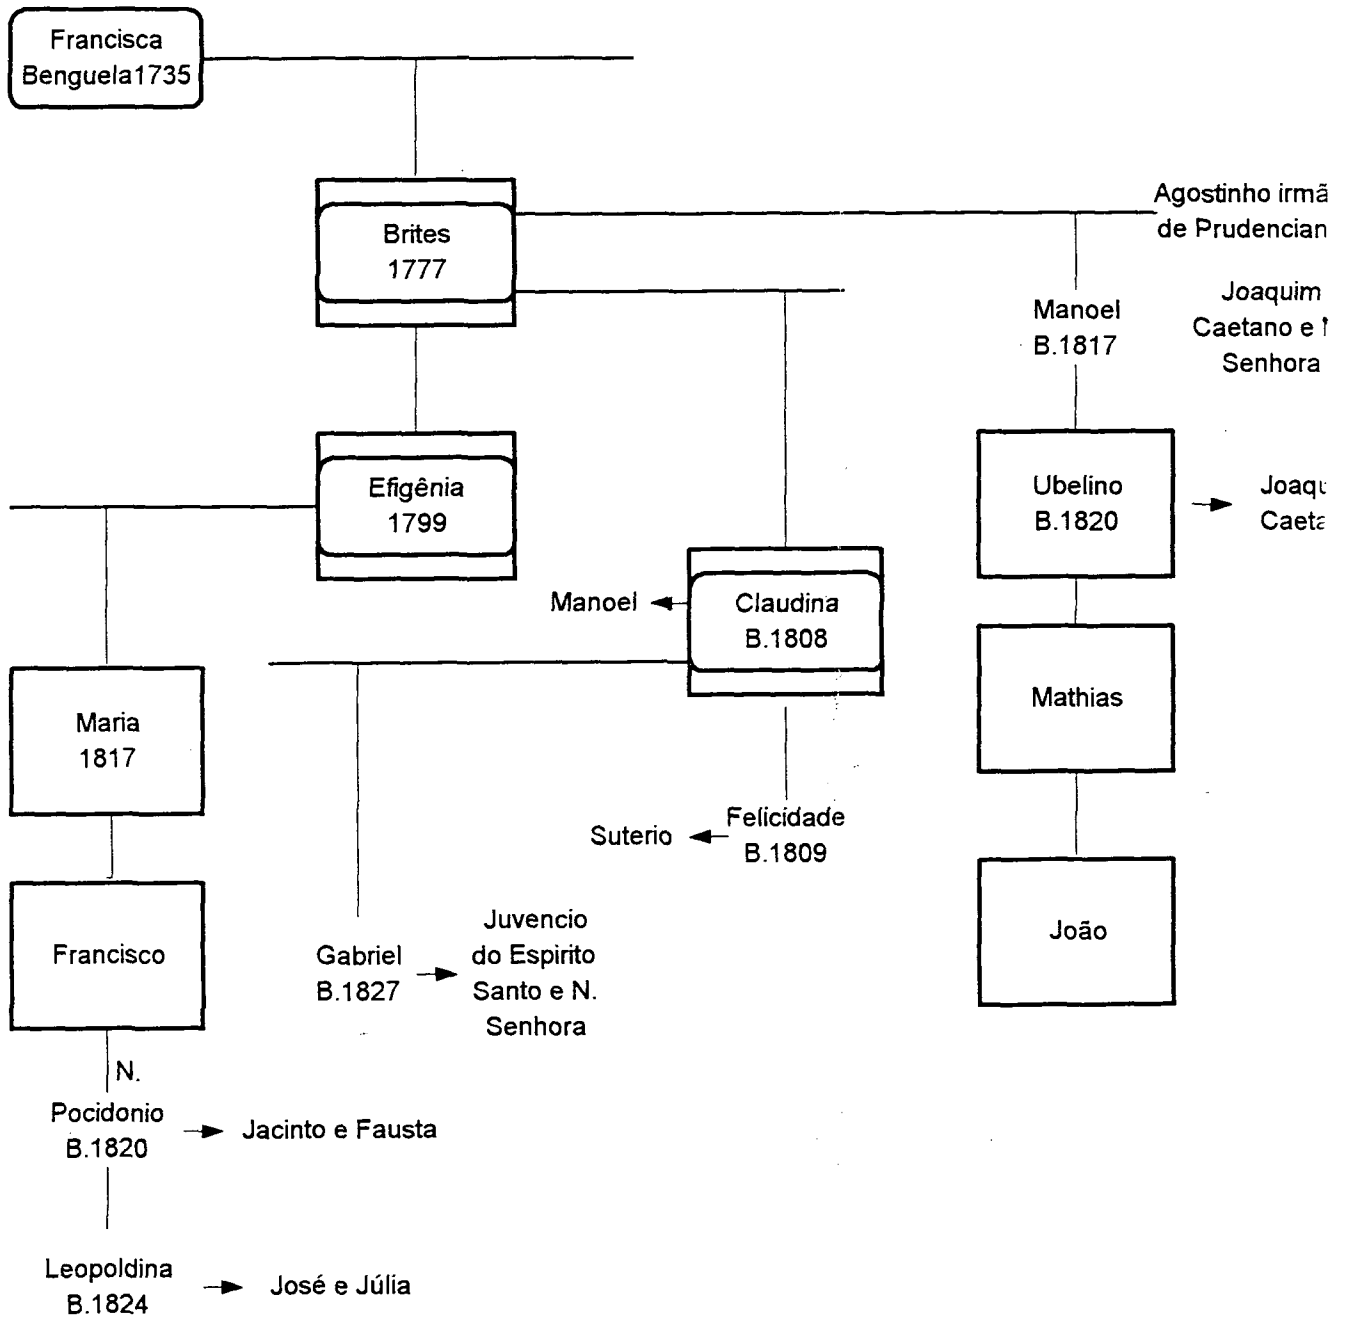 Francisca
Benguela1735
Agostinho irmã
de Prudencian
Brites
1777
Manoel
B.1817
Joaquim
Caetano e
Senhora
Efigênia
1799
Ubelino
B.1820
Joaqu
Caeta
Manoel
Claudina
B.1808
Maria
1817
Mathias
Suterio
Felicidade
B.1809
Francisco
Gabriel
B.1827
Juvencio
do Espirito
Santo e N.
Senhora
João
N.
Pocidonio
B.1820
Jacinto e Fausta
Leopoldina
B.1824
José e Júlia